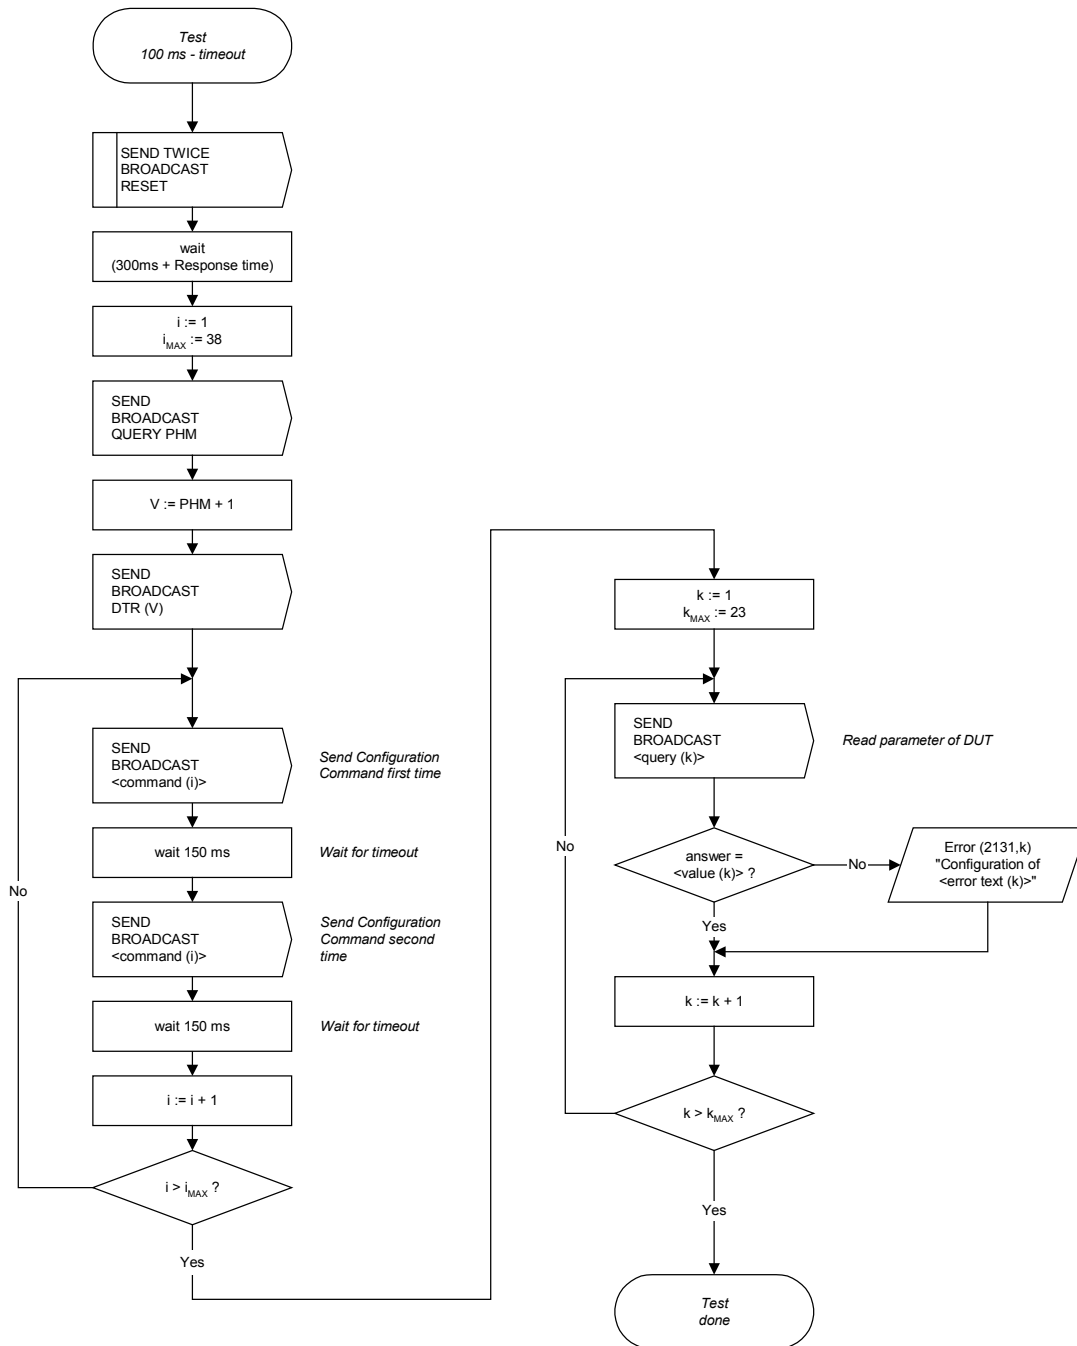 Test
100 ms - timeout
SEND TWICE
BROADCAST
RESET
wait
(300ms + Response time)
i := 1
iMAX := 38
SEND
BROADCAST
QUERY PHM
V := PHM + 1
SEND
BROADCAST
DTR (V)
SEND
BROADCAST
<command (i)>
Send Configuration
Command first time
wait 150 ms
Wait for timeout
No
SEND
BROADCAST
<command (i)>
Send Configuration
Command second
time
wait 150 ms
Wait for timeout
i := i + 1
i > iMAX ?
Yes
k := 1
kMAX := 23
SEND
BROADCAST
<query (k)>
Read parameter of DUT
No
answer =
<value (k)> ?
No
Error (2131,k)
"Configuration of
<error text (k)>"
Yes
k := k + 1
k > kMAX ?
Yes
Test
done